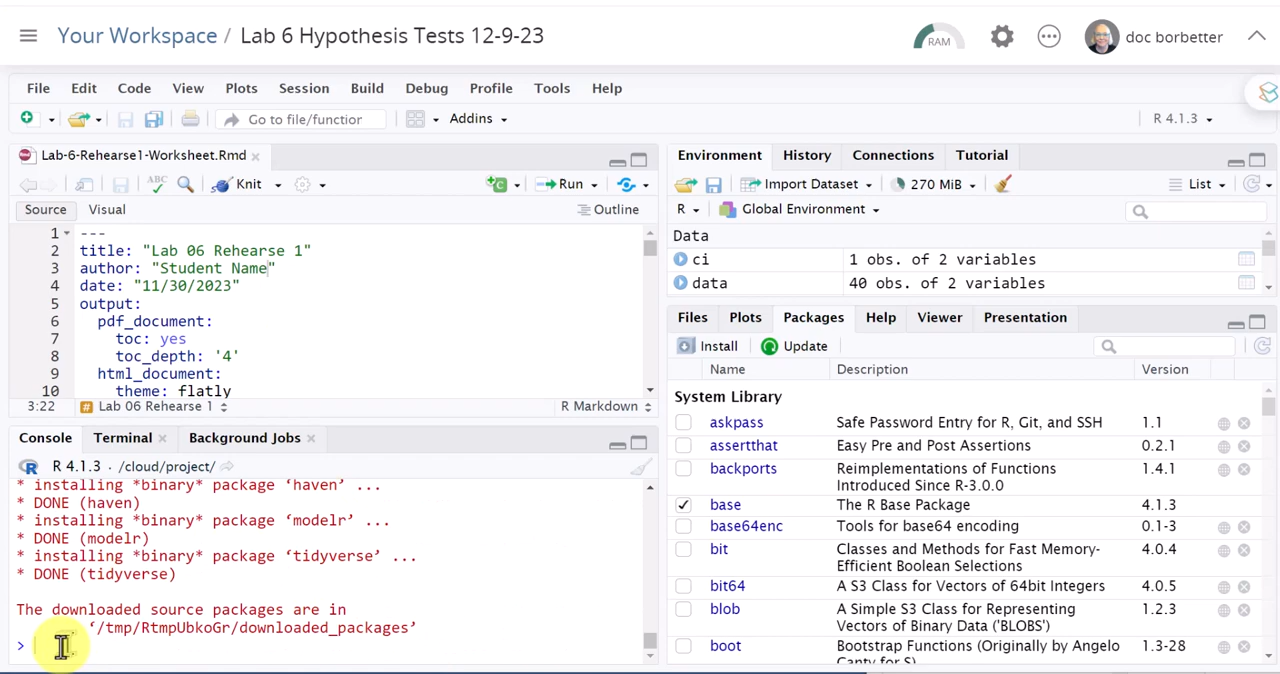 Your Workspace / Lab 6 Hypothesis Tests 12-9-23
RAM
doc borbetter
File Edit Code View Plots Session Build Debug Profile Tools Help
Go to file/function
Addins
R 4.1.3
Lab-6-Rehearse1-Worksheet.Rmd
ABC
Knit
Run
Source Visual
Outline
1 ---
2 title: "Lab 06 Rehearse 1"
3 author: "Student Name"
4 date: "11/30/2023"
5 output:
6 pdf_document:
7 toc: yes
8 toc_depth: '4'
9 html_document:
10 theme: flatly
3:22 # Lab 06 Rehearse 1
R Markdown
Console Terminal Background Jobs
R R 4.1.3 · /cloud/project/
* installing *binary* package ‘haven’ ...
* DONE (haven)
* installing *binary* package ‘modelr’ ...
* DONE (modelr)
* installing *binary* package ‘tidyverse’ ...
* DONE (tidyverse)
The downloaded source packages are in
‘/tmp/RtmpUbkoGr/downloaded_packages’
>
Environment History Connections Tutorial
Import Dataset
270 MiB
List
R
Global Environment
Data
ci 1 obs. of 2 variables
data 40 obs. of 2 variables
Files Plots Packages Help Viewer Presentation
Install Update
Name Description Version
System Library
askpass Safe Password Entry for R, Git, and SSH 1.1
assertthat Easy Pre and Post Assertions 0.2.1
backports Reimplementations of Functions 1.4.1
Introduced Since R-3.0.0
base The R Base Package 4.1.3
base64enc Tools for base64 encoding 0.1-3
bit Classes and Methods for Fast Memory- 4.0.4
Efficient Boolean Selections
bit64 A S3 Class for Vectors of 64bit Integers 4.0.5
blob A Simple S3 Class for Representing 1.2.3
Vectors of Binary Data ('BLOBS')
boot Bootstrap Functions (Originally by Angelo 1.3-28
Canty for S)